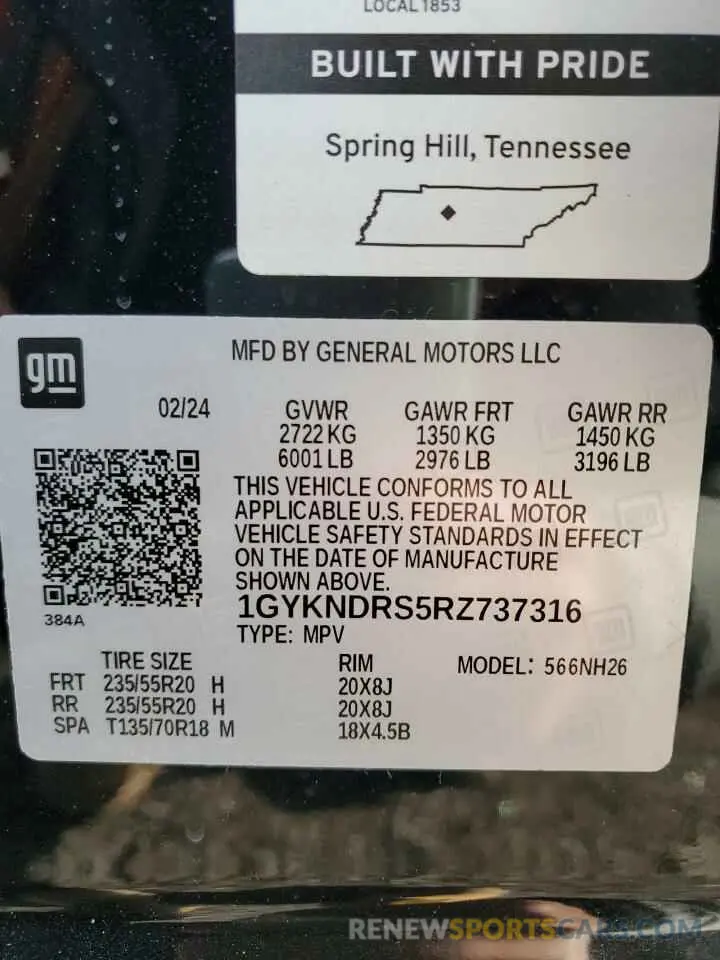 LOCAL 1853
BUILT WITH PRIDE
Spring Hill, Tennessee
gm
MFD BY GENERAL MOTORS LLC
02/24 GVWR GAWR FRT GAWR RR
2722 KG 1350 KG 1450 KG
6001 LB 2976 LB 3196 LB
THIS VEHICLE CONFORMS TO ALL
APPLICABLE U.S. FEDERAL MOTOR
VEHICLE SAFETY STANDARDS IN EFFECT
ON THE DATE OF MANUFACTURE
SHOWN ABOVE.
384A
1GYKNDRS5RZ737316
TYPE: MPV
TIRE SIZE RIM MODEL: 566NH26
FRT 235/55R20 H 20X8J
RR 235/55R20 H 20X8J
SPA T135/70R18 M 18X4.5B
RENEWSPORTSCARS.COM